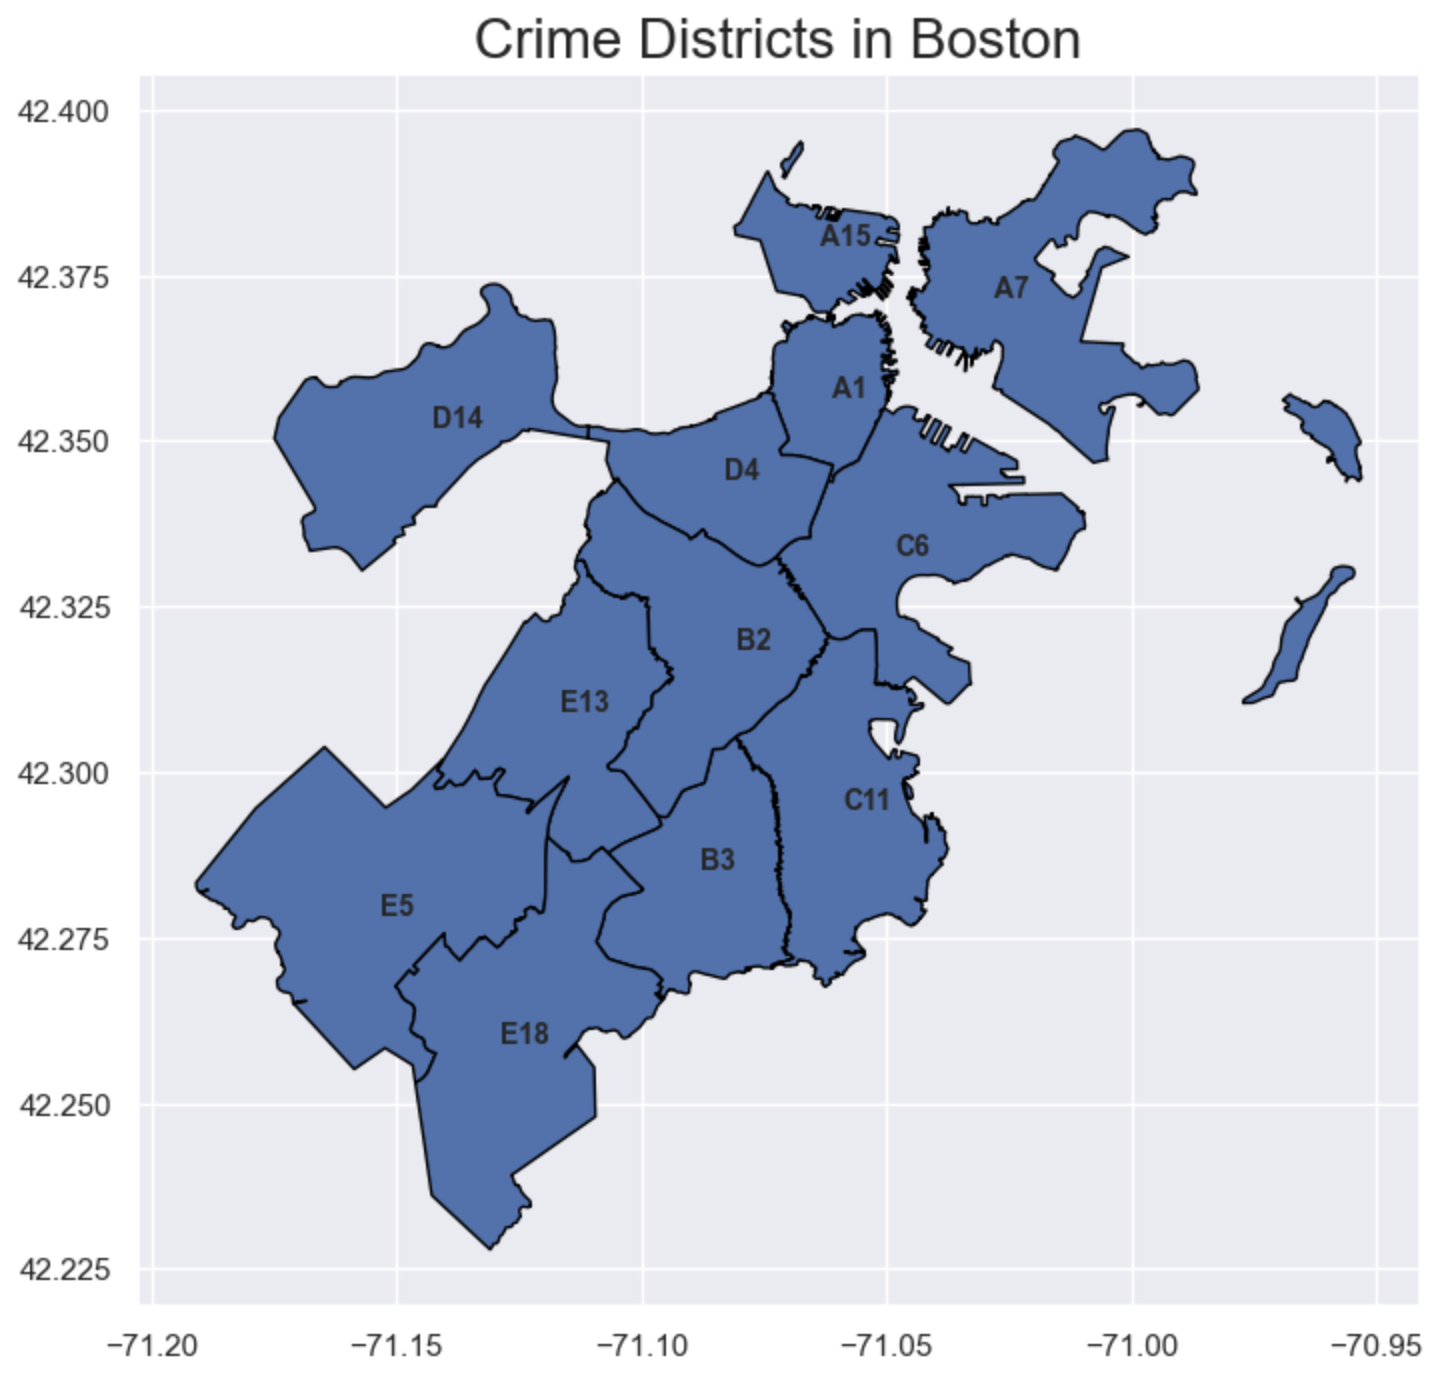 Crime Districts in Boston
42.400
A15
42.375
A7
A1
D14
42.350
D4
C6
42.325
B2
E13
42.300
C11
B3
E5
42.275
E18
42.250
42.225
−71.20 −71.15 −71.10 −71.05 −71.00 −70.95